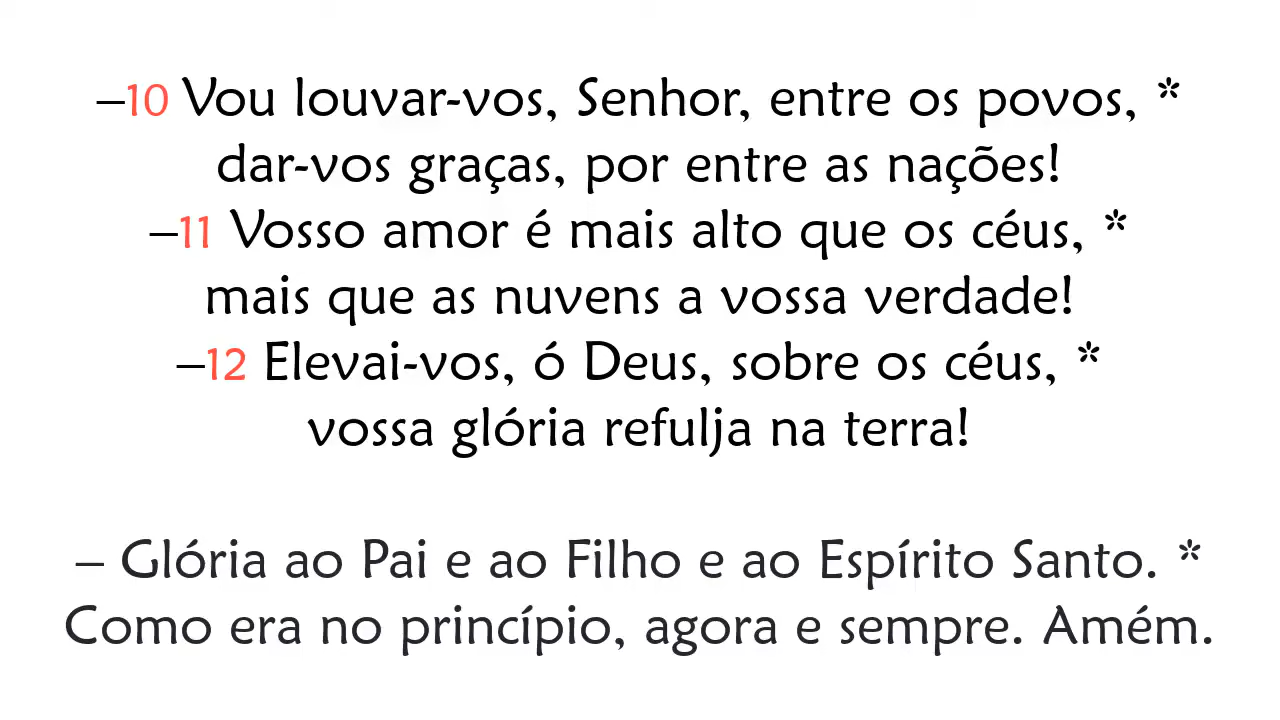 –10 Vou louvar-vos, Senhor, entre os povos, *
dar-vos graças, por entre as nações!
–11 Vosso amor é mais alto que os céus, *
mais que as nuvens a vossa verdade!
–12 Elevai-vos, ó Deus, sobre os céus, *
vossa glória refulja na terra!
– Glória ao Pai e ao Filho e ao Espírito Santo. *
Como era no princípio, agora e sempre. Amém.